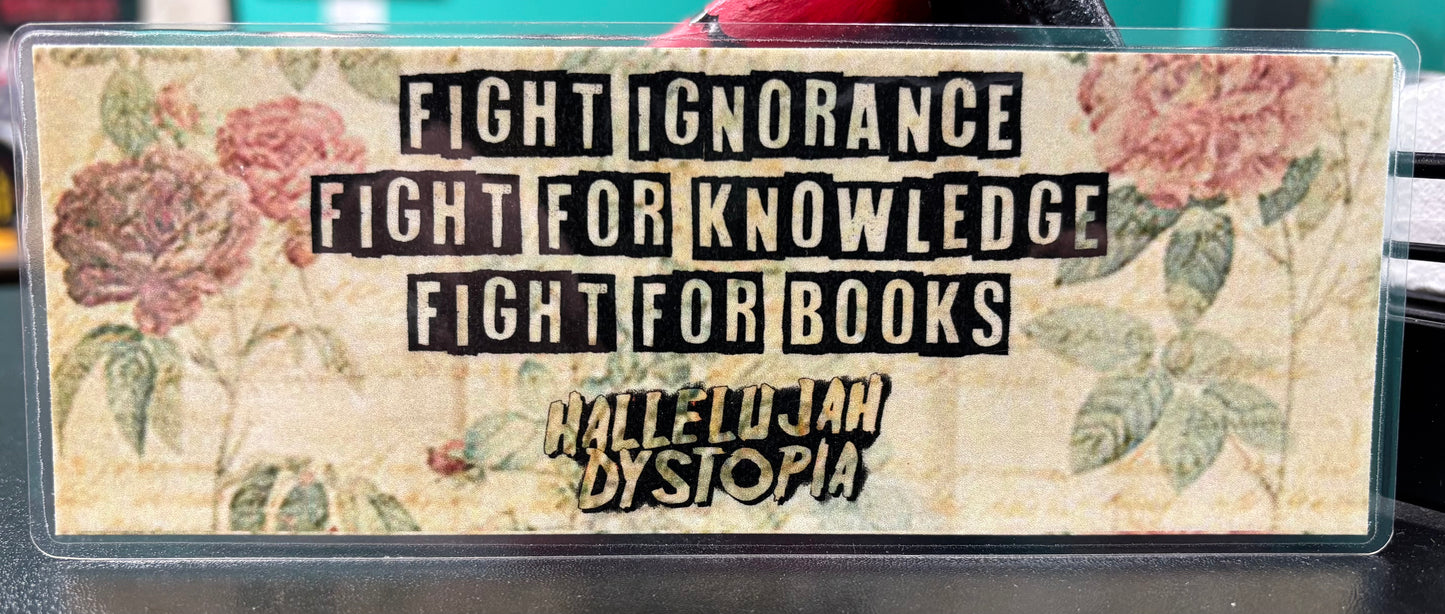 FIGHT IGNORANCE
FIGHT FOR KNOWLEDGE
FIGHT FOR BOOKS
HALLELUJAH
DYSTOPIA